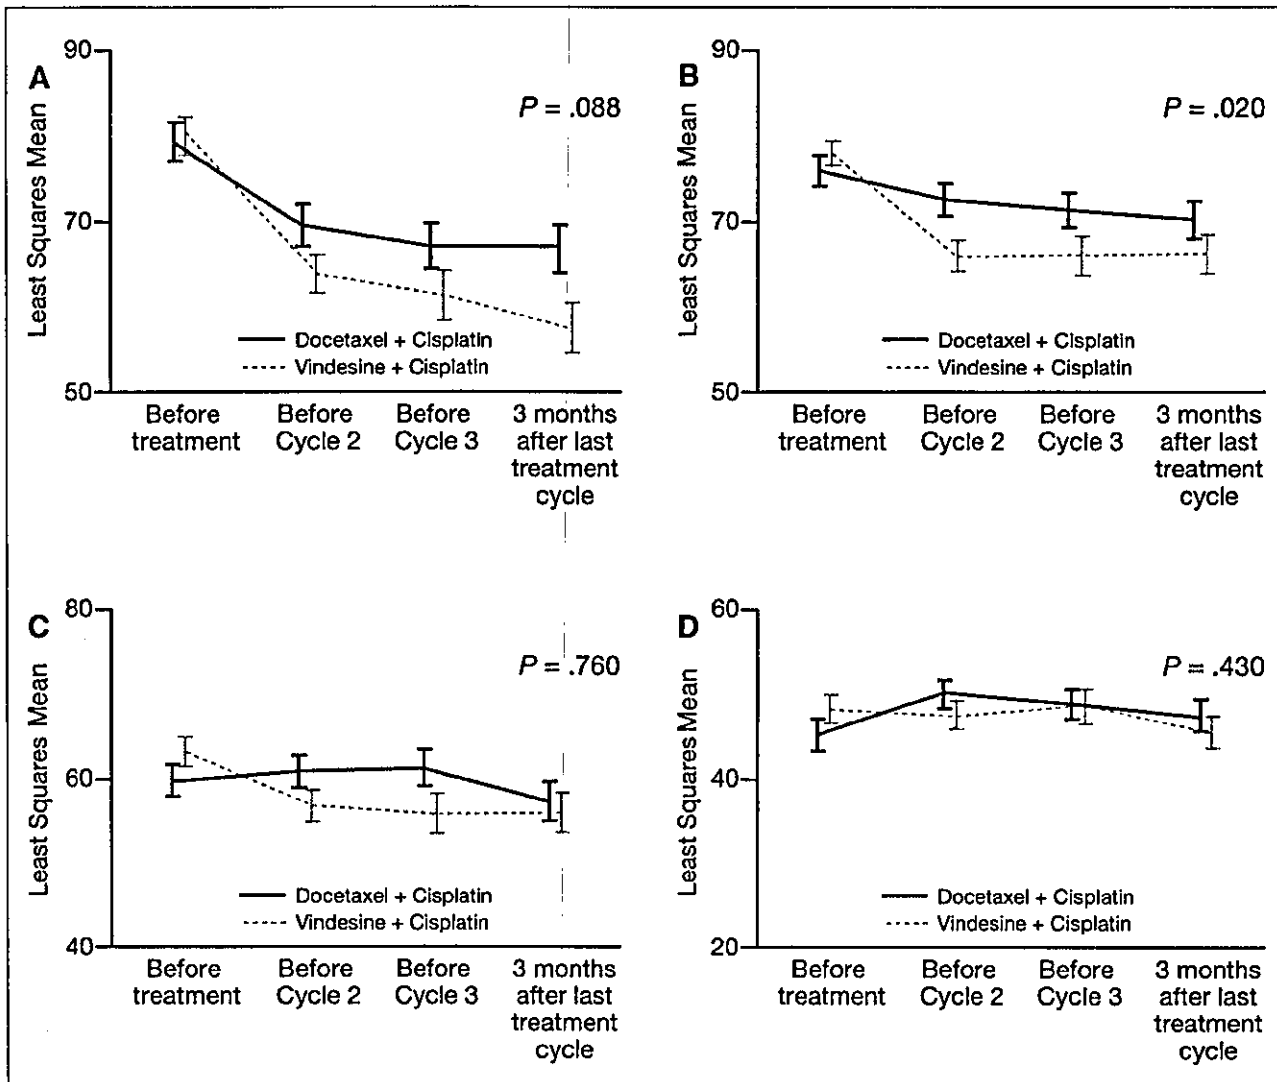 A
Least Squares Mean
90
70
50
P = .088
Docetaxel + Cisplatin
Vindesine + Cisplatin
Before
treatment
Before
Cycle 2
Before
Cycle 3
3 months
after last
treatment
cycle
B
Least Squares Mean
90
70
50
P = .020
Docetaxel + Cisplatin
Vindesine + Cisplatin
Before
treatment
Before
Cycle 2
Before
Cycle 3
3 months
after last
treatment
cycle
C
Least Squares Mean
80
60
40
P = .760
Docetaxel + Cisplatin
Vindesine + Cisplatin
Before
treatment
Before
Cycle 2
Before
Cycle 3
3 months
after last
treatment
cycle
D
Least Squares Mean
60
40
20
P = .430
Docetaxel + Cisplatin
Vindesine + Cisplatin
Before
treatment
Before
Cycle 2
Before
Cycle 3
3 months
after last
treatment
cycle